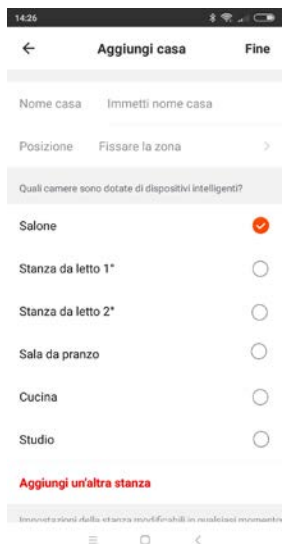 14:26
Aggiungi casa Fine
Nome casa Immetti nome casa
Posizione Fissare la zona
Quali camere sono dotate di dispositivi intelligenti?
Salone
Stanza da letto 1°
Stanza da letto 2°
Sala da pranzo
Cucina
Studio
Aggiungi un'altra stanza
Impostazioni della stanza modificabili in qualsiasi momento